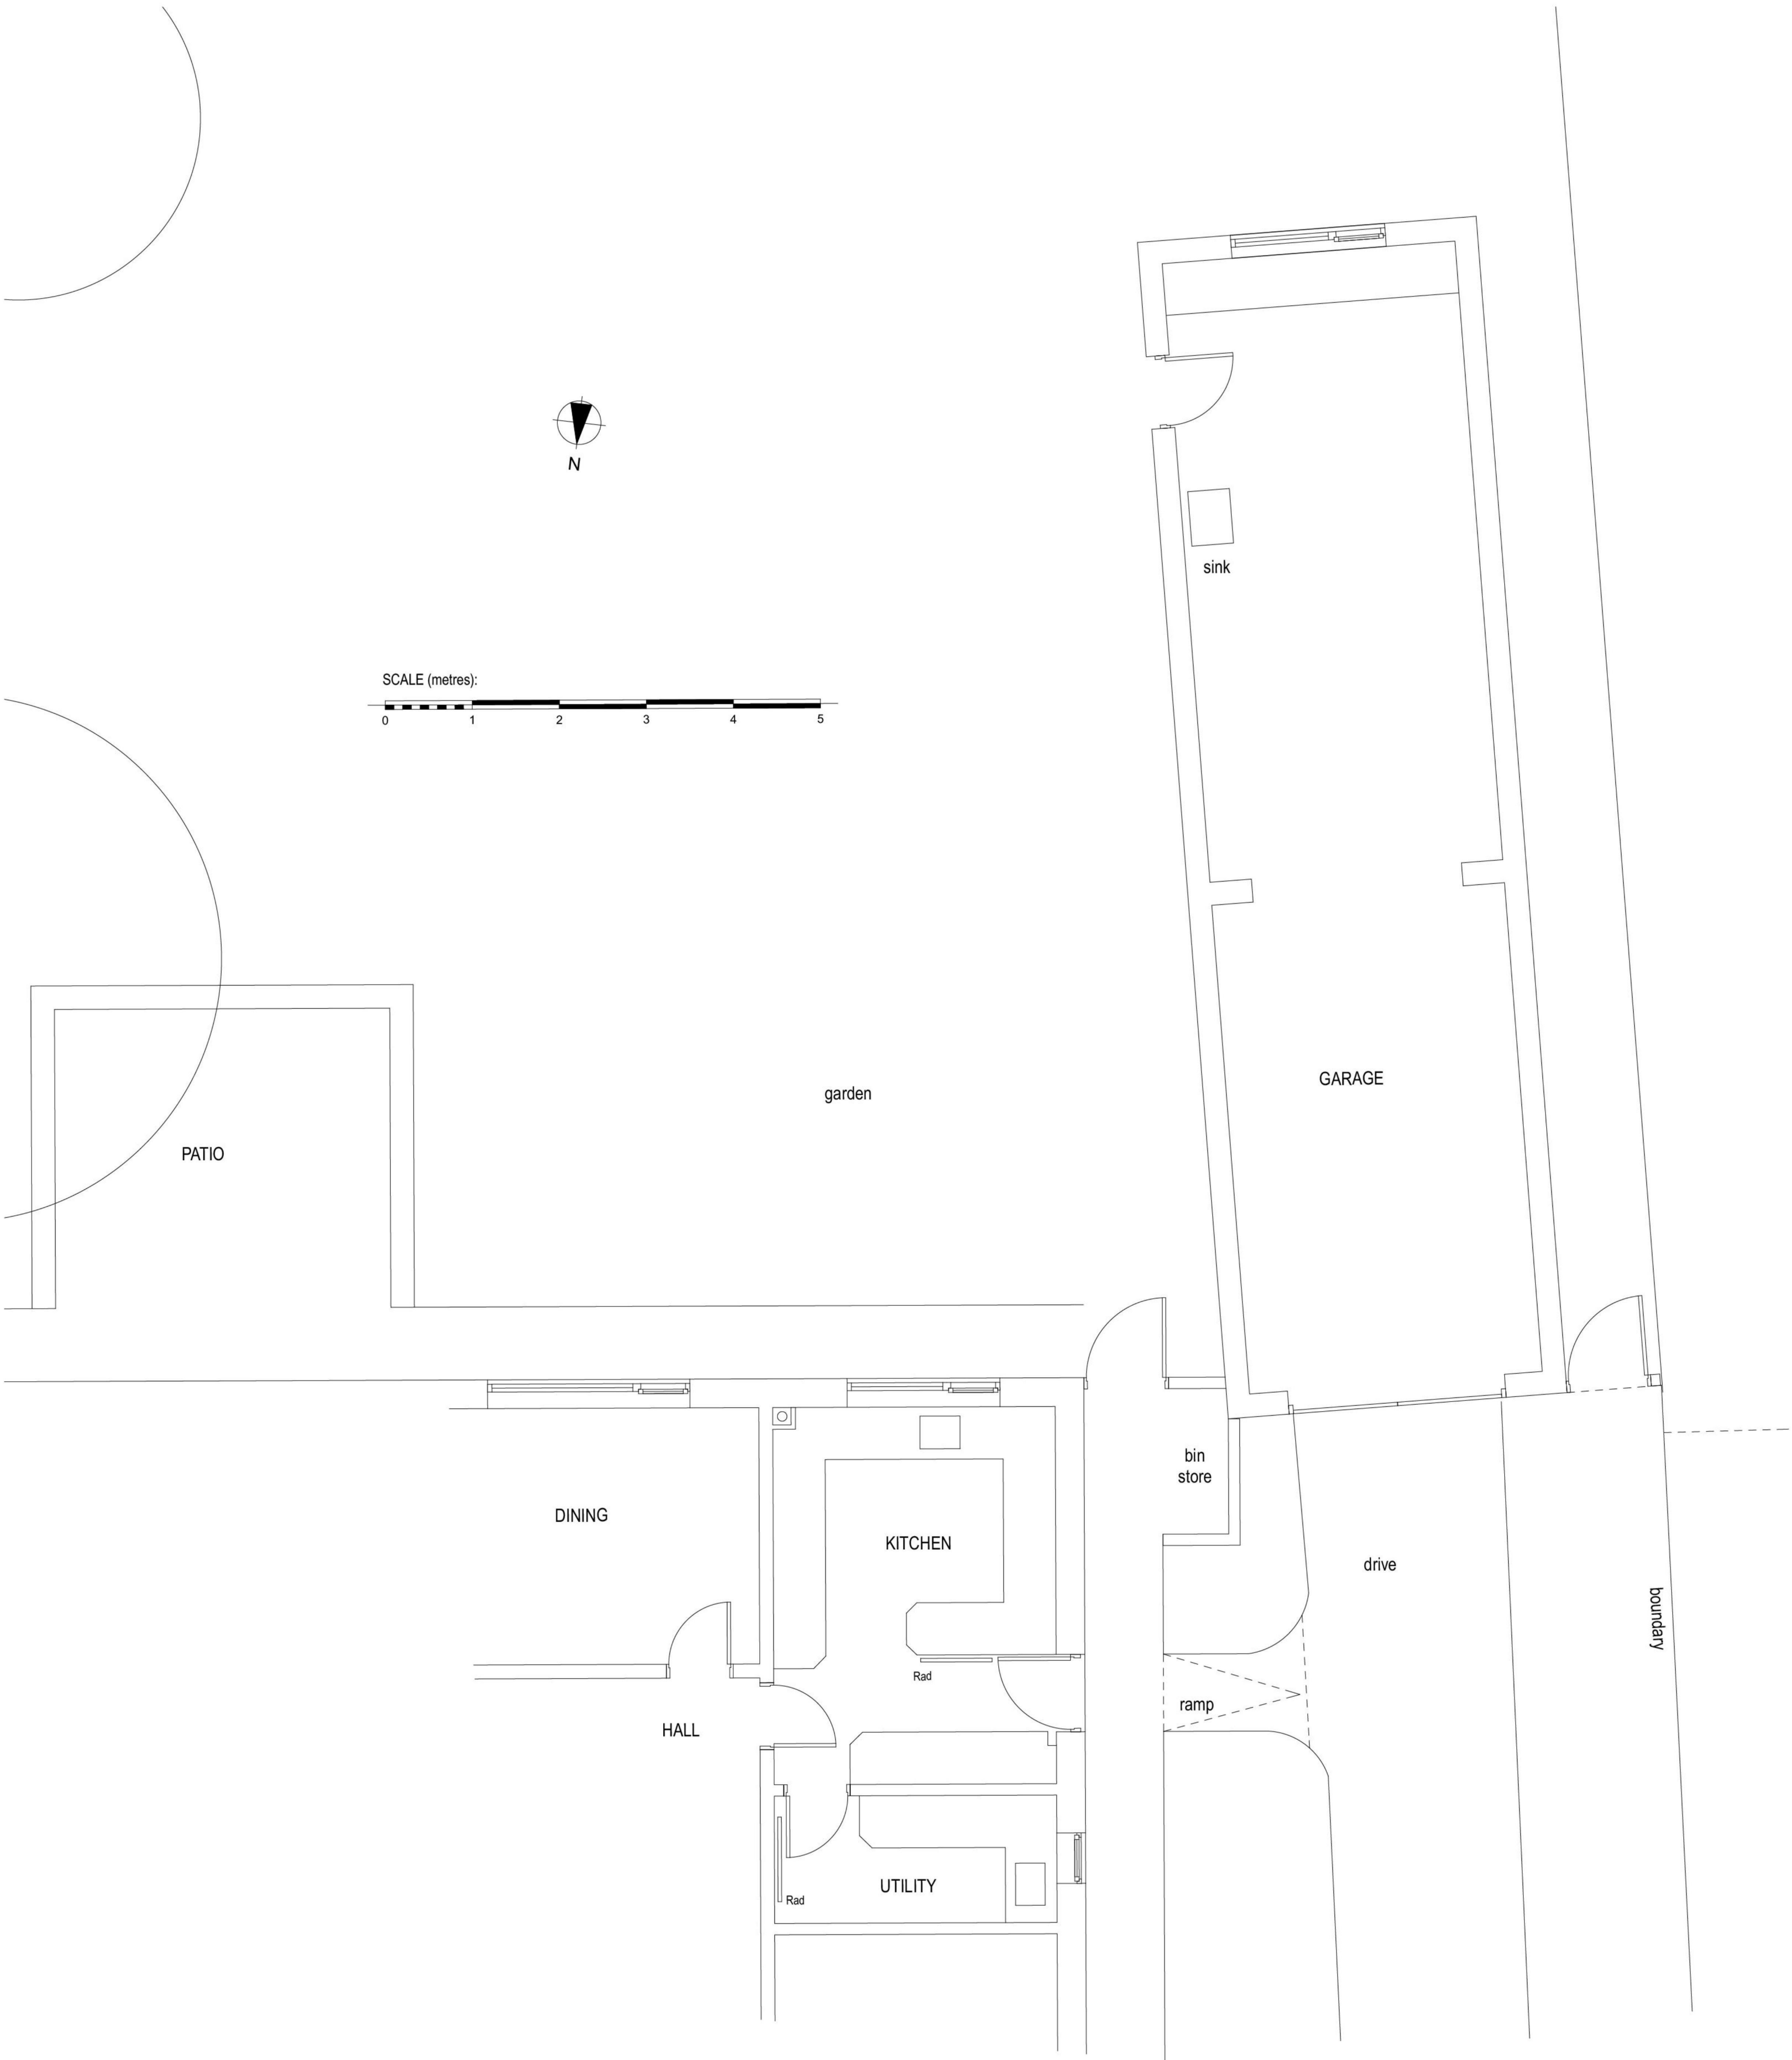 N
sink
SCALE (metres):
0 1 2 3 4 5
GARAGE
garden
PATIO
bin
store
DINING
KITCHEN
drive
boundary
Rad
ramp
HALL
UTILITY
Rad